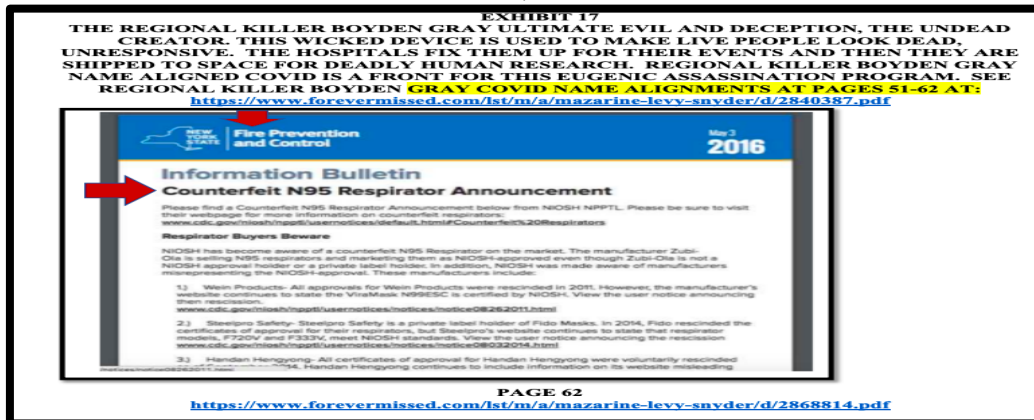 EXHIBIT 17
THE REGIONAL KILLER BOYDEN GRAY ULTIMATE EVIL AND DECEPTION, THE UNDEAD
CREATOR. THIS WICKED DEVICE IS USED TO MAKE LIVE PEOPLE LOOK DEAD,
UNRESPONSIVE. THE HOSPITALS FIX THEM UP FOR THEIR EVENTS AND THEN THEY ARE
SHIPPED TO SPACE FOR DEADLY HUMAN RESEARCH. REGIONAL KILLER BOYDEN GRAY
NAME ALIGNED COVID IS A FRONT FOR THIS EUGENIC ASSASSINATION PROGRAM. SEE
REGIONAL KILLER BOYDEN GRAY COVID NAME ALIGNMENTS AT PAGES 51-62 AT:
https://www.forevermissed.com/lst/m/a/mazarine-levy-snyder/d/2840387.pdf
NEW YORK STATE
Fire Prevention
and Control
May 3
2016
Information Bulletin
Counterfeit N95 Respirator Announcement
Please find a Counterfeit N95 Respirator Announcement below from NIOSH NPPTL. Please be sure to visit
their webpage for more information on counterfeit respirators:
www.cdc.gov/niosh/npptl/usernotices/default.html#Counterfeit%20Respirators
Respirator Buyers Beware
NIOSH has become aware of a counterfeit N95 Respirator on the market. The manufacturer Zubi-
Ola is selling N95 respirators and marketing them as NIOSH-approved even though Zubi-Ola is not a
NIOSH approval holder or a private label holder. In addition, NIOSH was made aware of manufacturers
misrepresenting the NIOSH-approval. These manufacturers include:
1.) Wein Products- All approvals for Wein Products were rescinded in 2011. However, the manufacturer's
website continues to state the ViraMask N99ESC is certified by NIOSH. View the user notice announcing
then rescission.
www.cdc.gov/niosh/npptl/usernotices/notices/notice08262011.html
2.) Steelpro Safety- Steelpro Safety is a private label holder of Fido Masks. In 2014, Fido rescinded the
certificates of approval for their respirators, but Steelpro's website continues to state that respirator
models, F720V and F333V, meet NIOSH standards. View the user notice announcing the rescission
www.cdc.gov/niosh/npptl/usernotices/notices/notice08032014.html
3.) Handan Hengyong- All certificates of approval for Handan Hengyong were voluntarily rescinded
2014. Handan Hengyong continues to include information on its website misleading
PAGE 62
https://www.forevermissed.com/lst/m/a/mazarine-levy-snyder/d/2868814.pdf